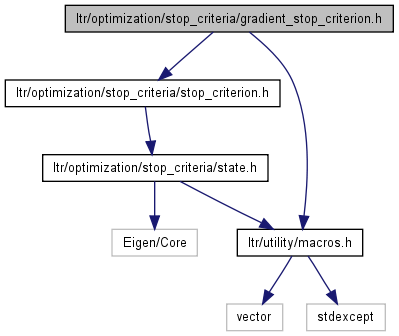 ltr/optimization/stop_criteria/gradient_stop_criterion.h
ltr/optimization/stop_criteria/stop_criterion.h
ltr/optimization/stop_criteria/state.h
Eigen/Core
ltr/utility/macros.h
vector
stdexcept